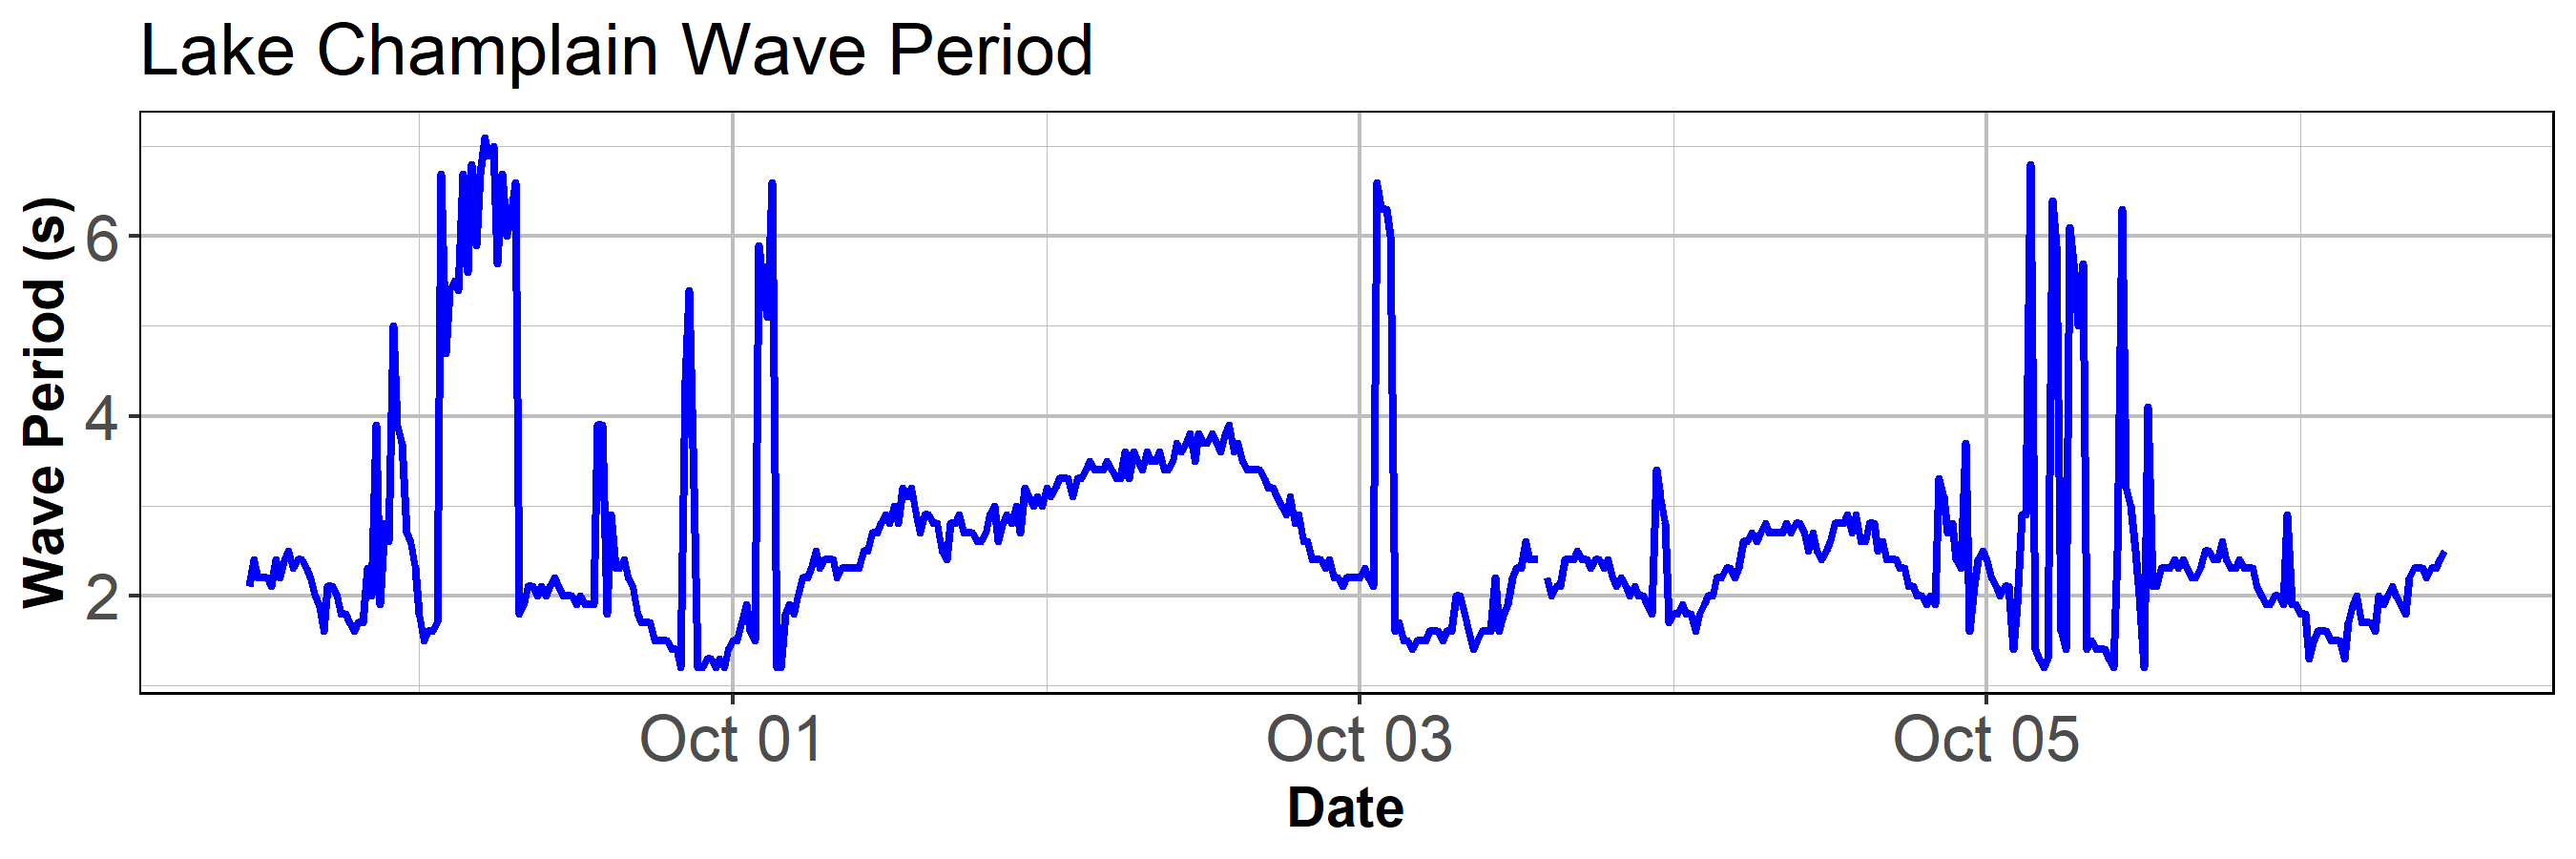 Lake Champlain Wave Period
Wave Period (s)
6
4
2
Oct 01
Oct 03
Oct 05
Date